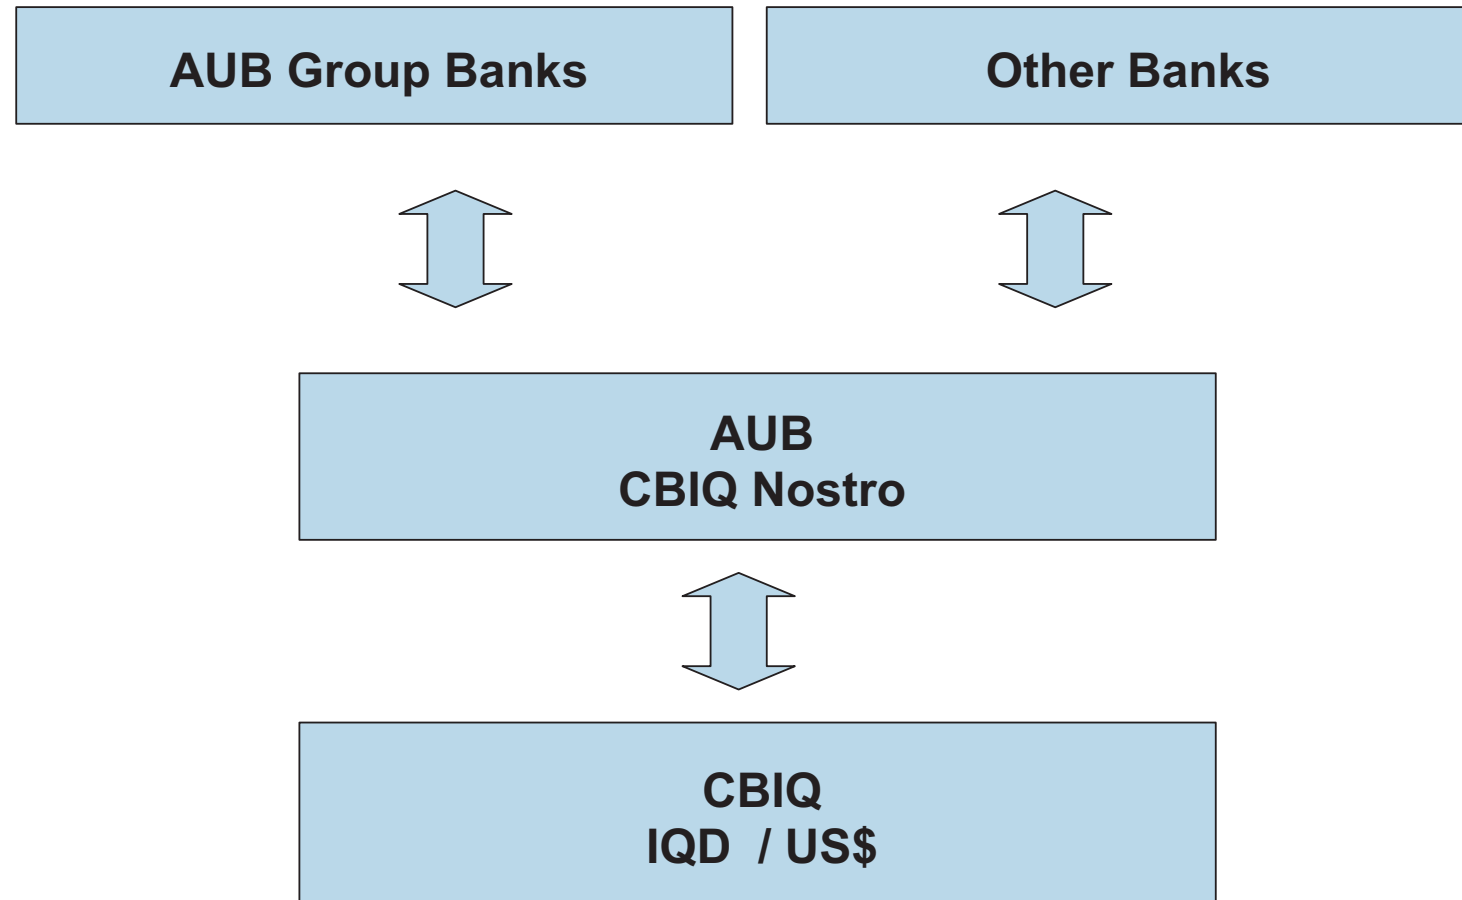 AUB Group Banks
Other Banks
AUB
CBIQ Nostro
CBIQ
IQD / US$